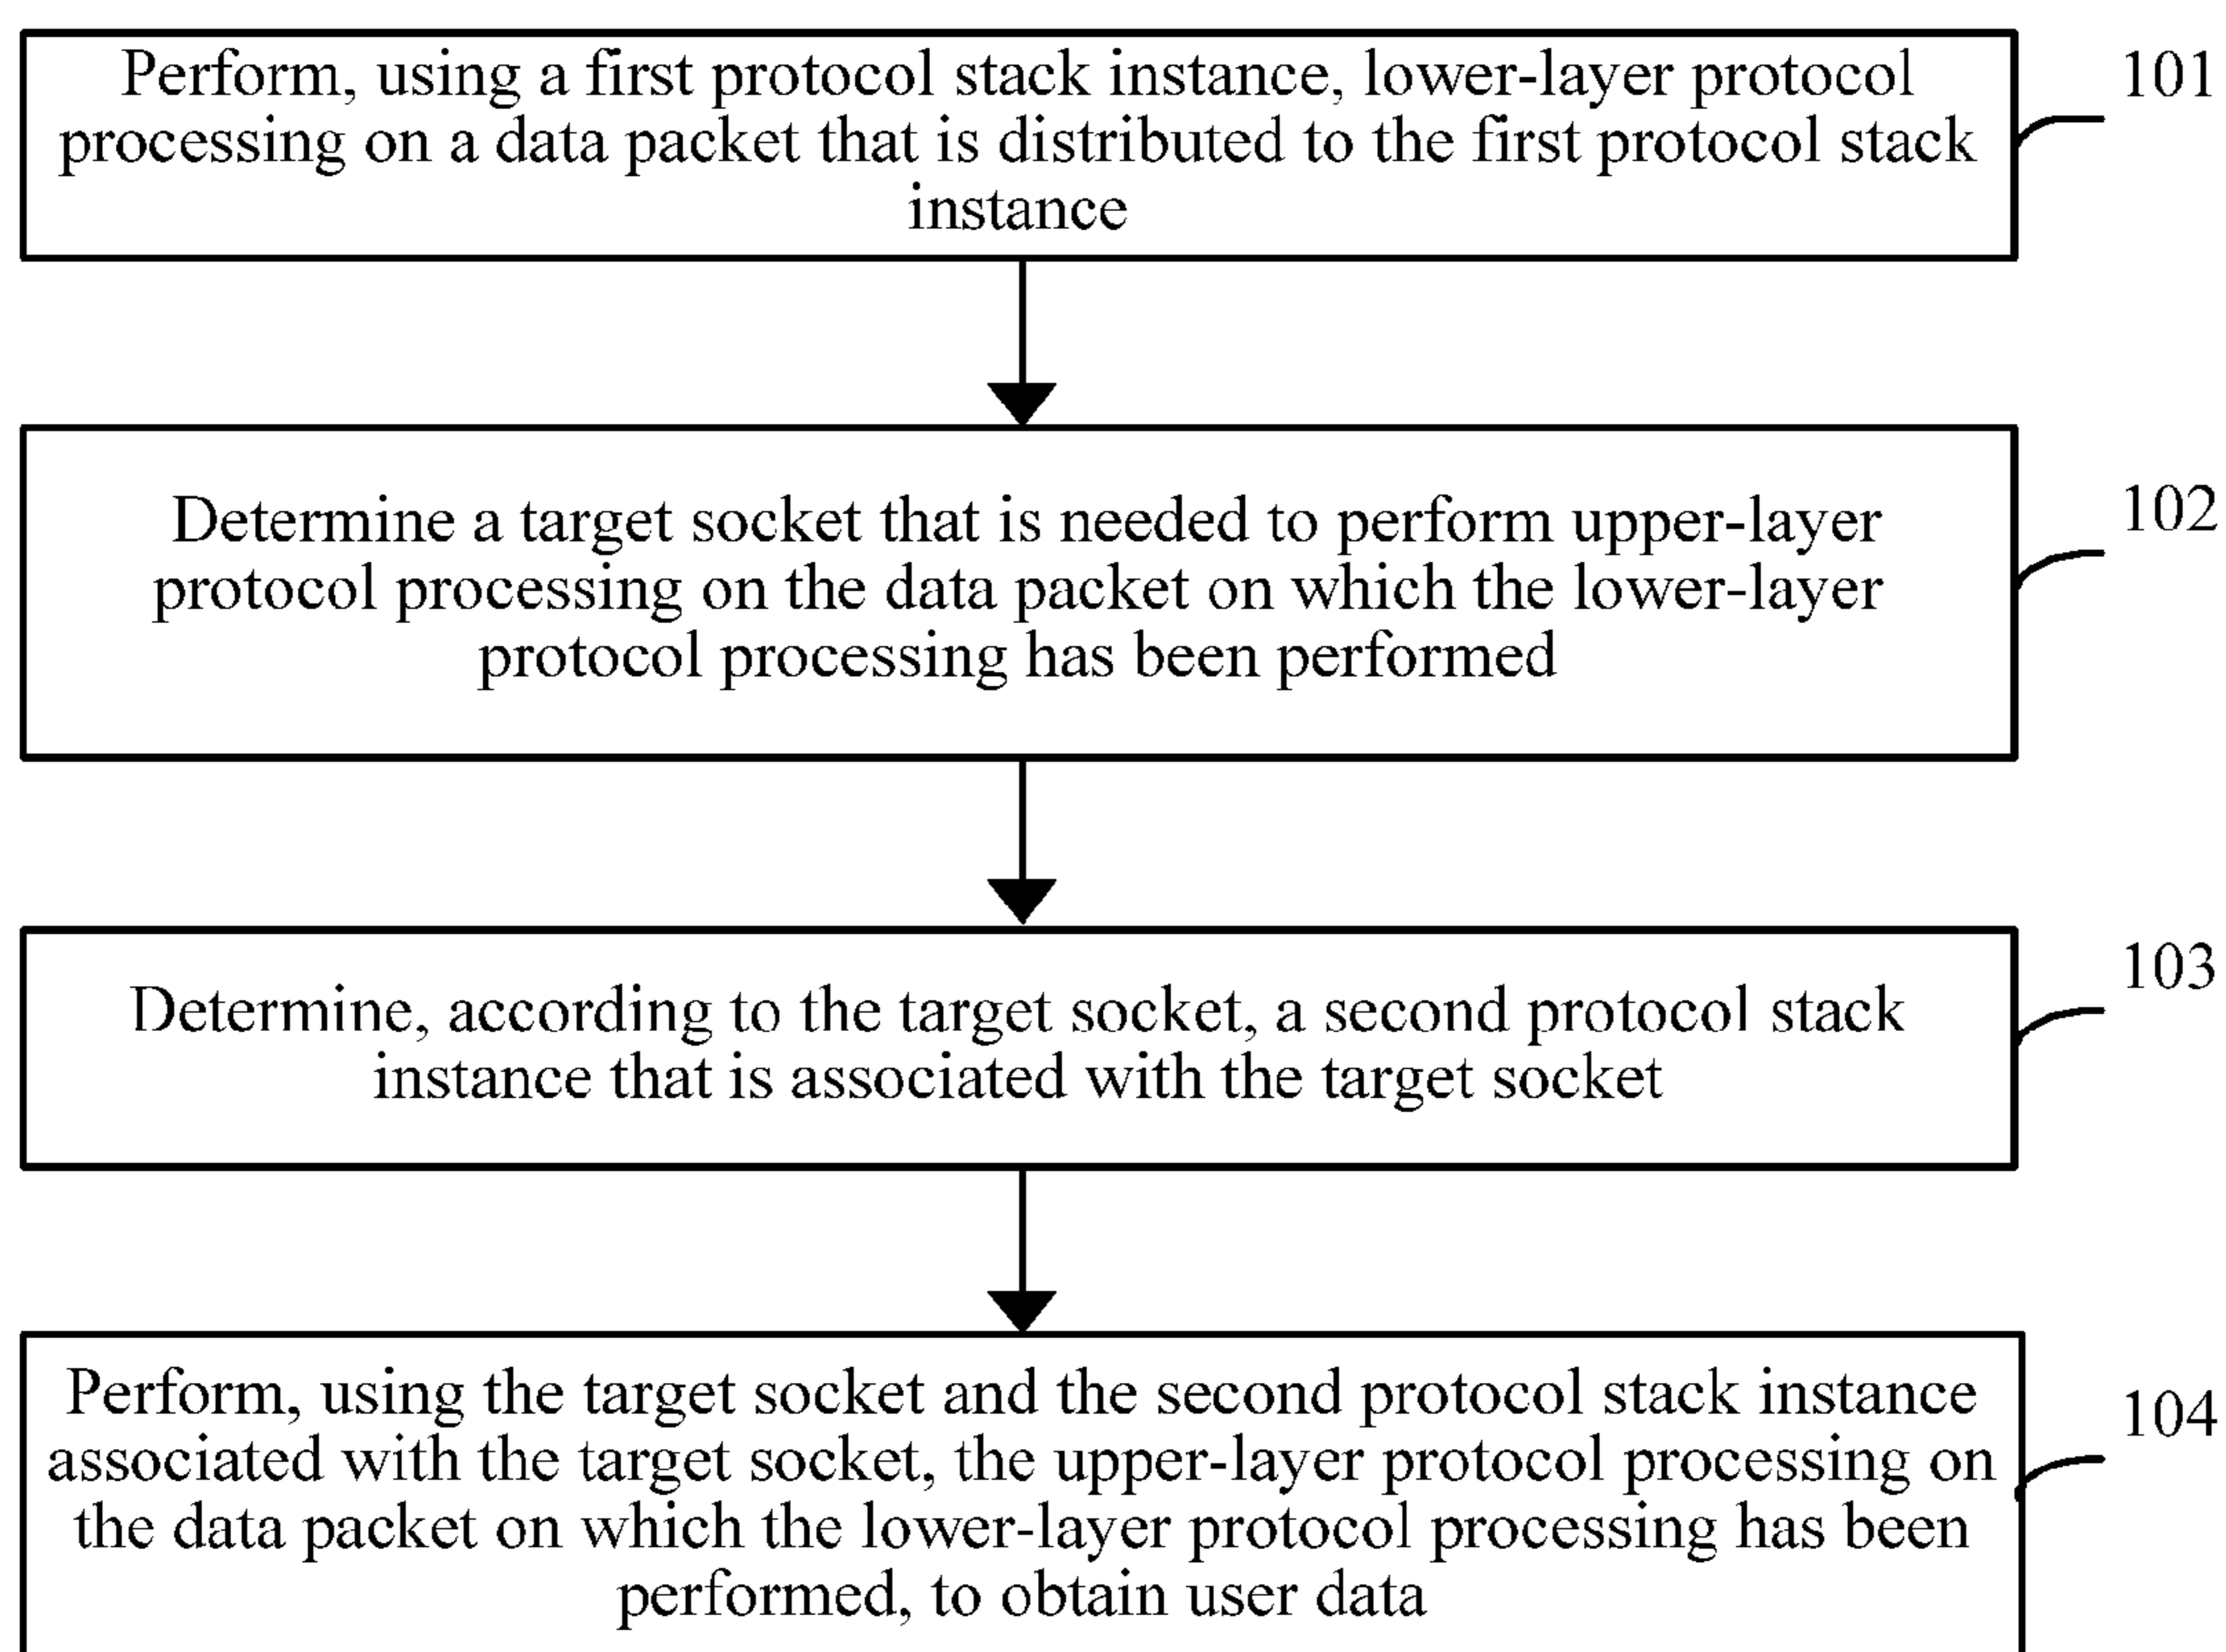 Perform, using a first protocol stack instance, lower-layer protocol
processing on a data packet that is distributed to the first protocol stack
instance
101
Determine a target socket that is needed to perform upper-layer
protocol processing on the data packet on which the lower-layer
protocol processing has been performed
102
Determine, according to the target socket, a second protocol stack
instance that is associated with the target socket
103
Perform, using the target socket and the second protocol stack instance
associated with the target socket, the upper-layer protocol processing on
the data packet on which the lower-layer protocol processing has been
performed, to obtain user data
104